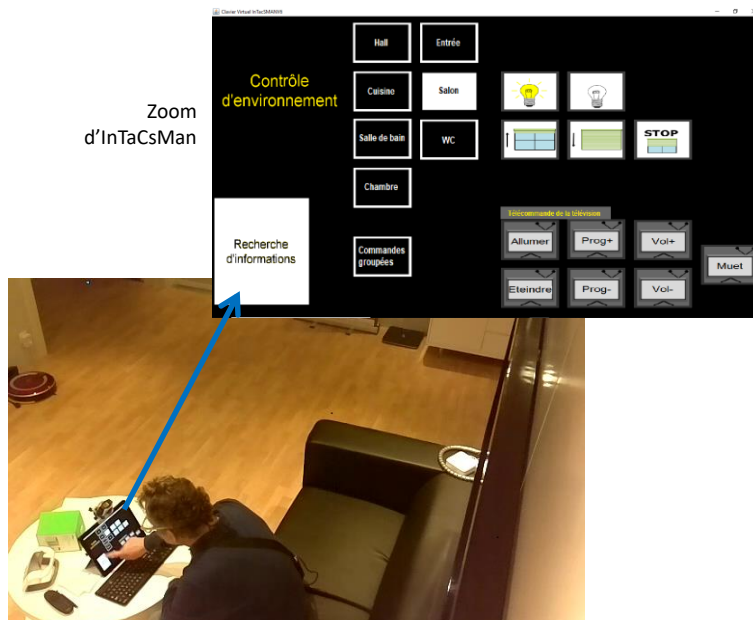 Clavier Virtuel InTacSMANV6
Hall
Entrée
Contrôle
d'environnement
Cuisine
Salon
Zoom
d'InTaCsMan
Salle de bain
WC
STOP
Chambre
Télécommande de la télévision
Recherche
d'informations
Commandes
groupées
Allumer
Prog+
Vol+
Muet
Eteindre
Prog-
Vol-